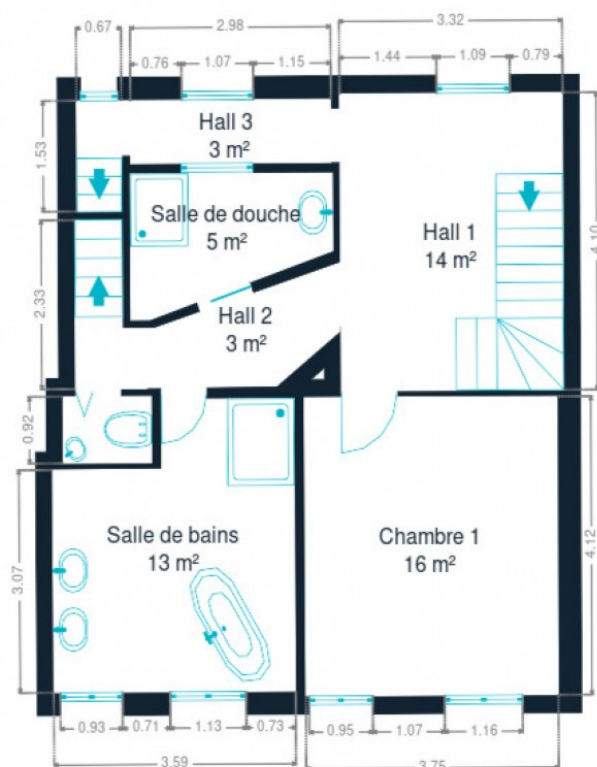 0.67
2.98
3.32
0.76
1.07
1.15
1.44
1.09
0.79
Hall 3
3 m²
1.53
Salle de douche
5 m²
Hall 1
14 m²
4.10
2.33
Hall 2
3 m²
0.92
Salle de bains
13 m²
Chambre 1
16 m²
3.07
4.12
0.93
0.71
1.13
0.73
0.95
1.07
1.16
3.59
3.75